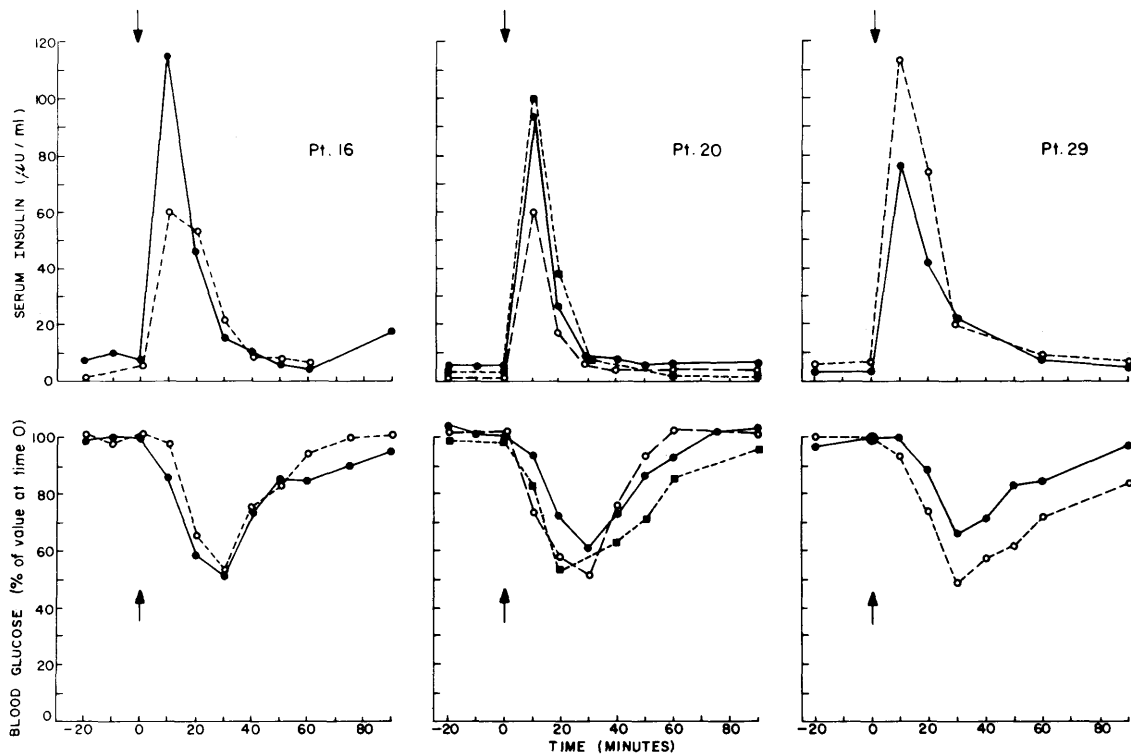 120
100
80
60
40
20
0
SERUM INSULIN (μU / ml)
Pt. 16
Pt. 20
Pt. 29
100
80
60
40
20
0
BLOOD GLUCOSE (% of value at time 0)
-20 0 20 40 60 80
-20 0 20 40 60 80
-20 0 20 40 60 80
TIME (MINUTES)